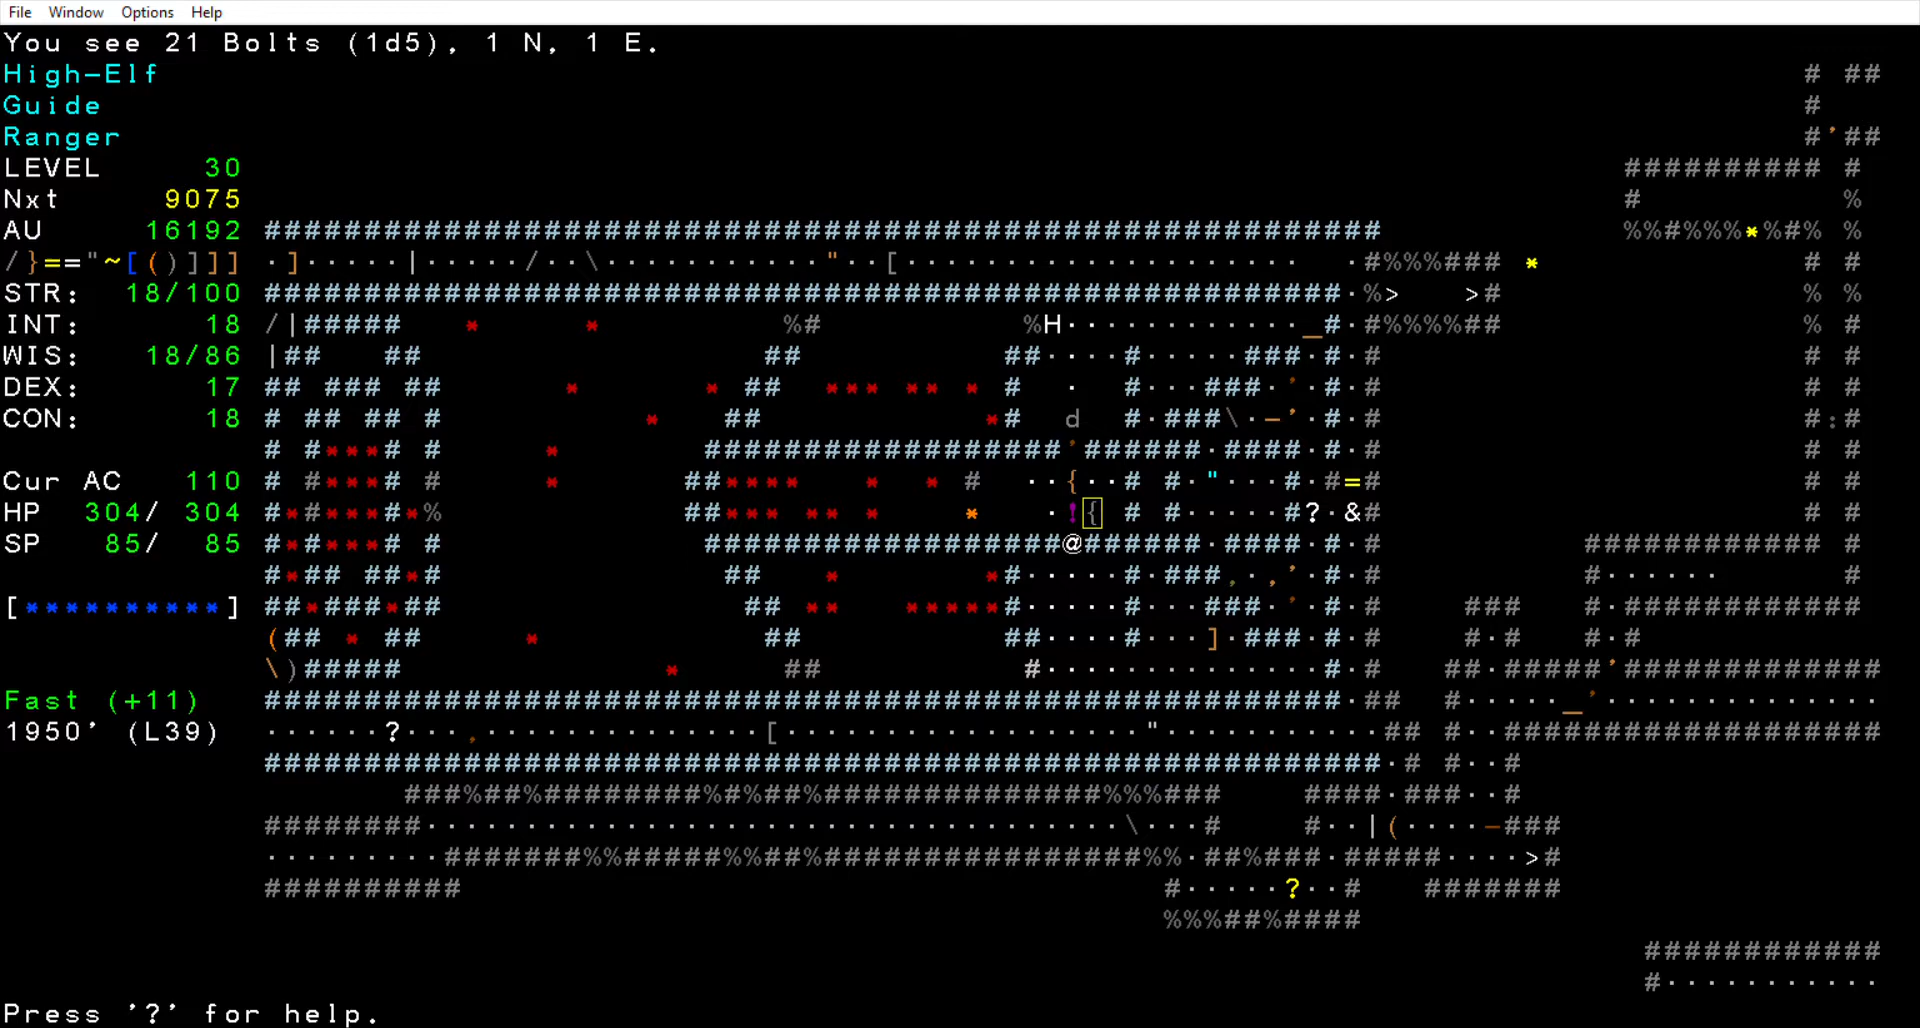 File Window Options Help
You see 21 Bolts (1d5), 1 N, 1 E.
High-Elf
Guide
Ranger
LEVEL 30
Nxt 9075
AU 16192
STR: 18/100
INT: 18
WIS: 18/86
DEX: 17
CON: 18
Cur AC 110
HP 304/ 304
SP 85/ 85
[**********]
Fast (+11)
1950' (L39)
Press '?' for help.